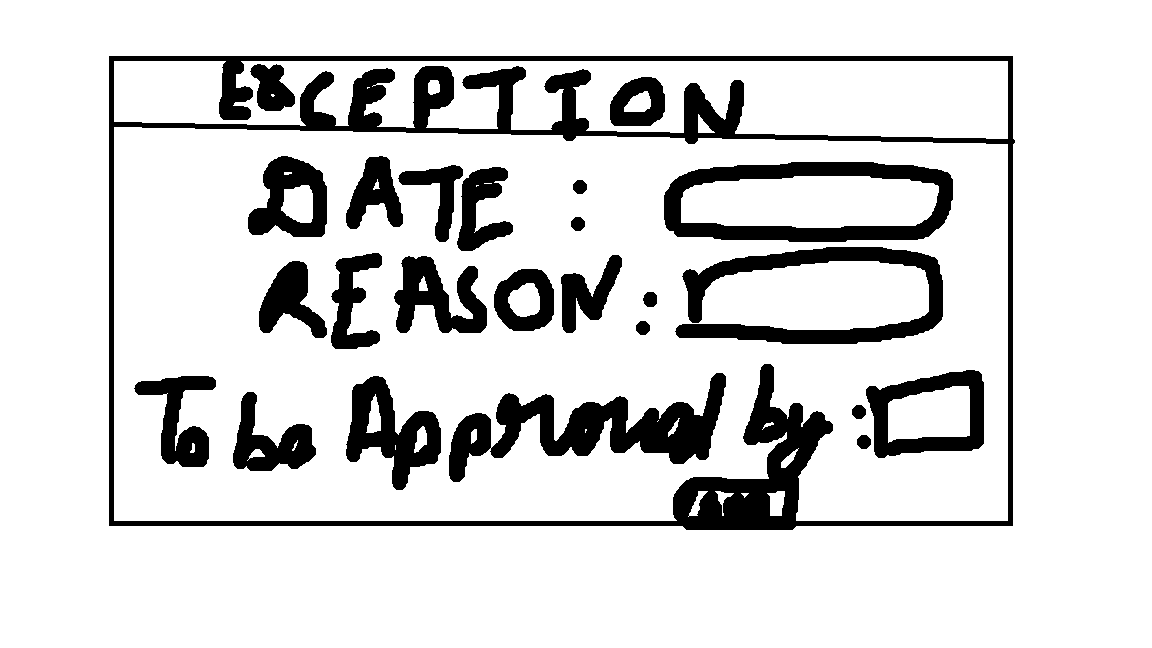 EXCEPTION
DATE :
REASON :
To be Approved by :